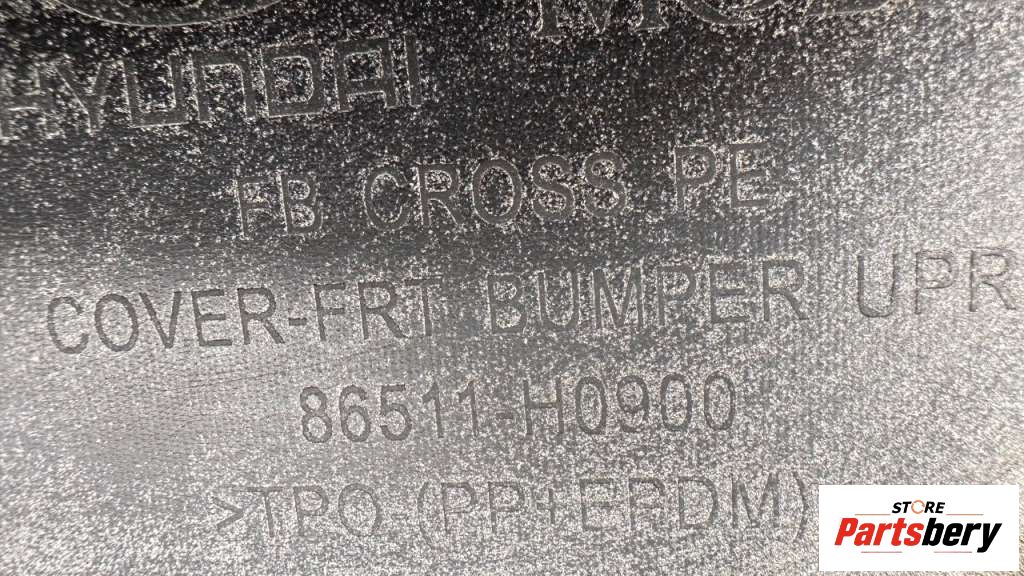 HYUNDAI
FB CROSS PE
COVER-FRT BUMPER UPR
86511-H0900
>TPO (PP+EPDM)
STORE
Partsbery